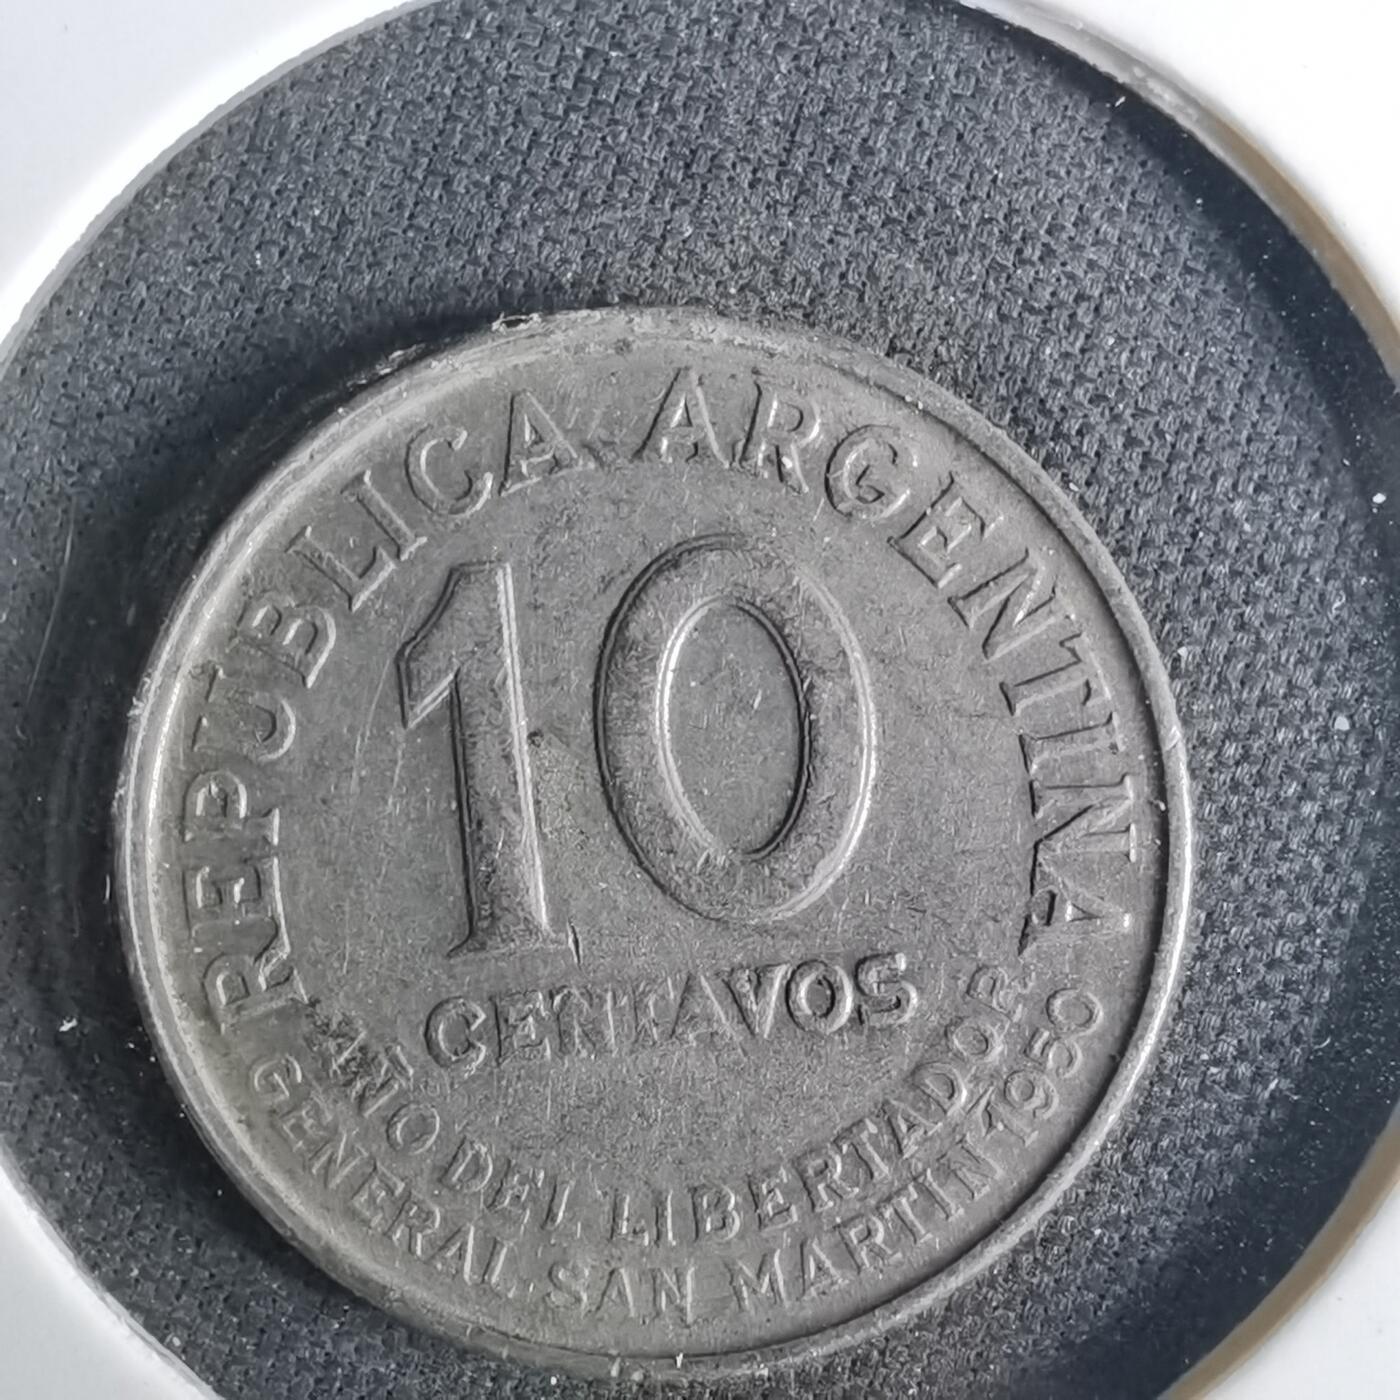 REPUBLICA ARGENTINA
10
CENTAVOS
AÑO DEL LIBERTADOR
GENERAL SAN MARTIN 1950